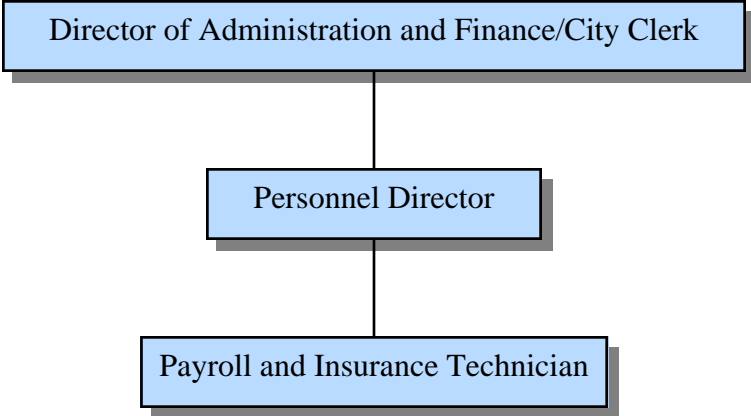 Director of Administration and Finance/City Clerk
Personnel Director
Payroll and Insurance Technician